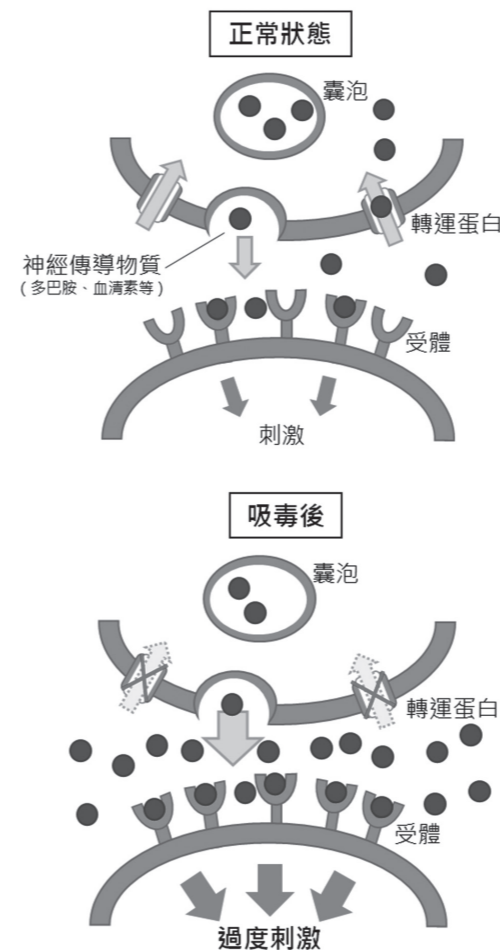 正常狀態
囊泡
轉運蛋白
神經傳導物質
(多巴胺、血清素等)
受體
刺激
吸毒後
囊泡
轉運蛋白
受體
過度刺激